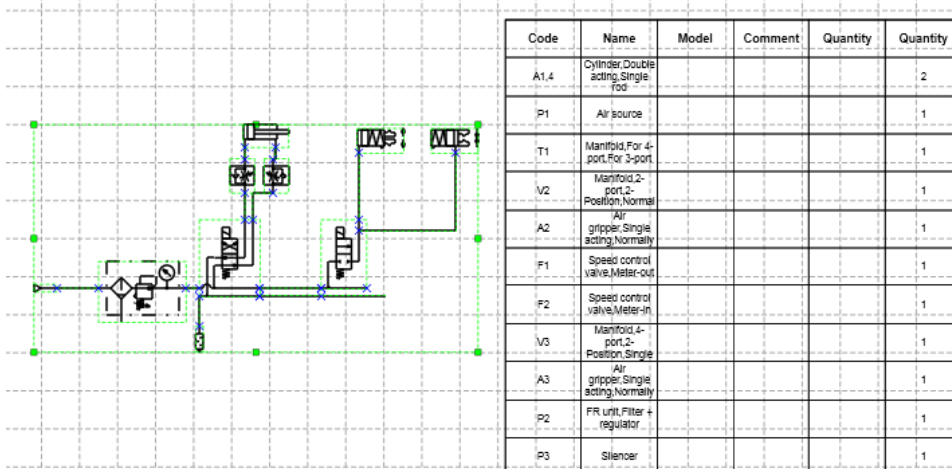 Code Name Model Comment Quantity Quantity
A1,4 Cylinder,Double acting,Single rod 2
P1 Air source 1
T1 Manifold,For 4-port,For 3-port 1
V2 Manifold,2-port,2-Position,Normal 1
A2 Air gripper,Single acting,Normally 1
F1 Speed control valve,Meter-out 1
F2 Speed control valve,Meter-in 1
V3 Manifold,4-port,2-Position,Single 1
A3 Air gripper,Single acting,Normally 1
P2 FR unit,Filter + regulator 1
P3 Silencer 1